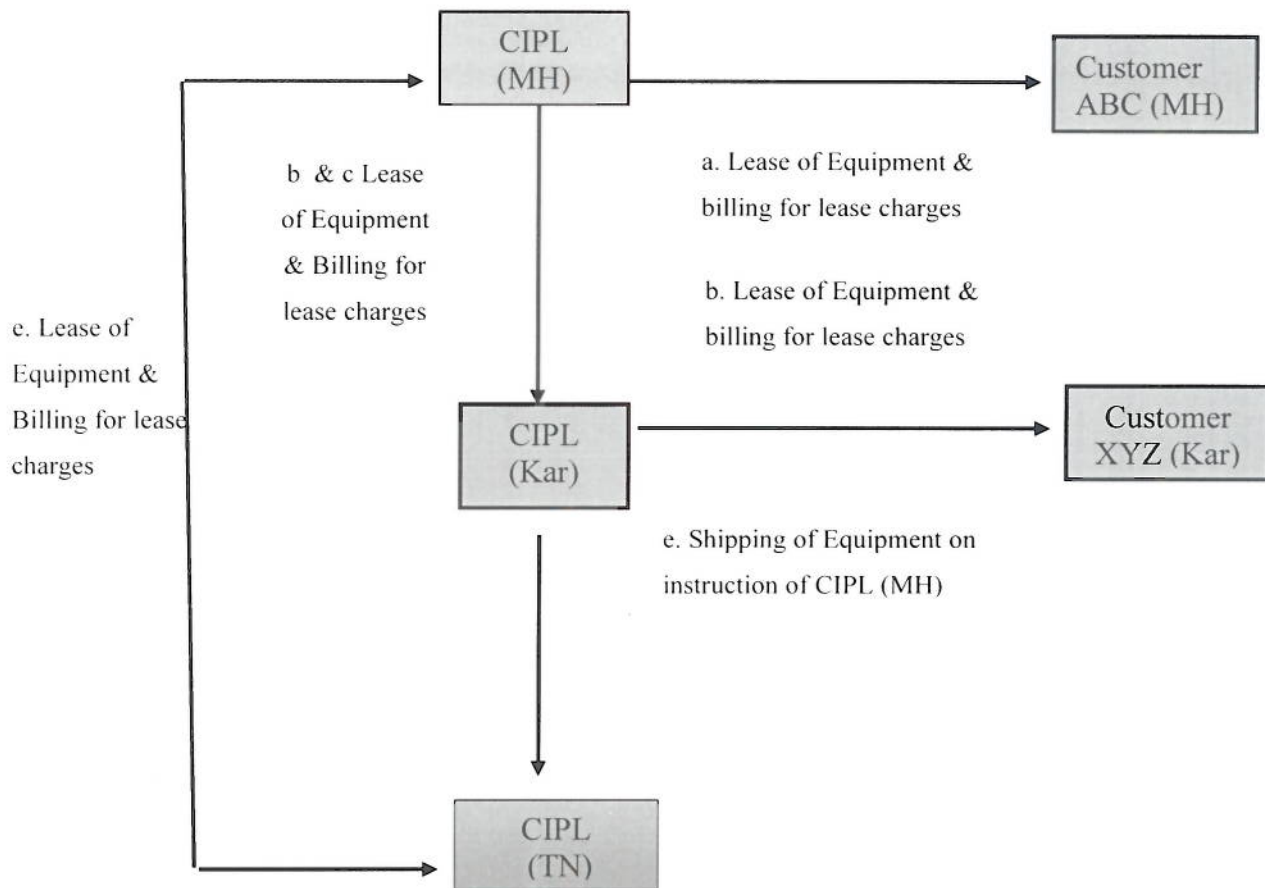 CIPL
(MH)
Customer
ABC (MH)
b & c Lease
of Equipment
& Billing for
lease charges
a. Lease of Equipment &
billing for lease charges
b. Lease of Equipment &
billing for lease charges
e. Lease of
Equipment &
Billing for lease
charges
CIPL
(Kar)
Customer
XYZ (Kar)
e. Shipping of Equipment on
instruction of CIPL (MH)
CIPL
(TN)